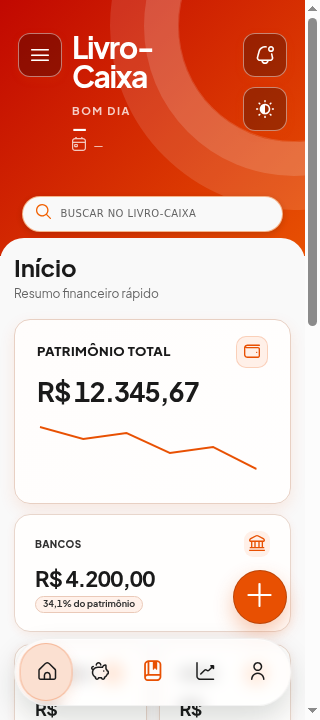 Livro-
Caixa
BOM DIA
—
—
BUSCAR NO LIVRO-CAIXA
Início
Resumo financeiro rápido
PATRIMÔNIO TOTAL
R$ 12.345,67
BANCOS
R$ 4.200,00
34,1% do patrimônio
R$
R$